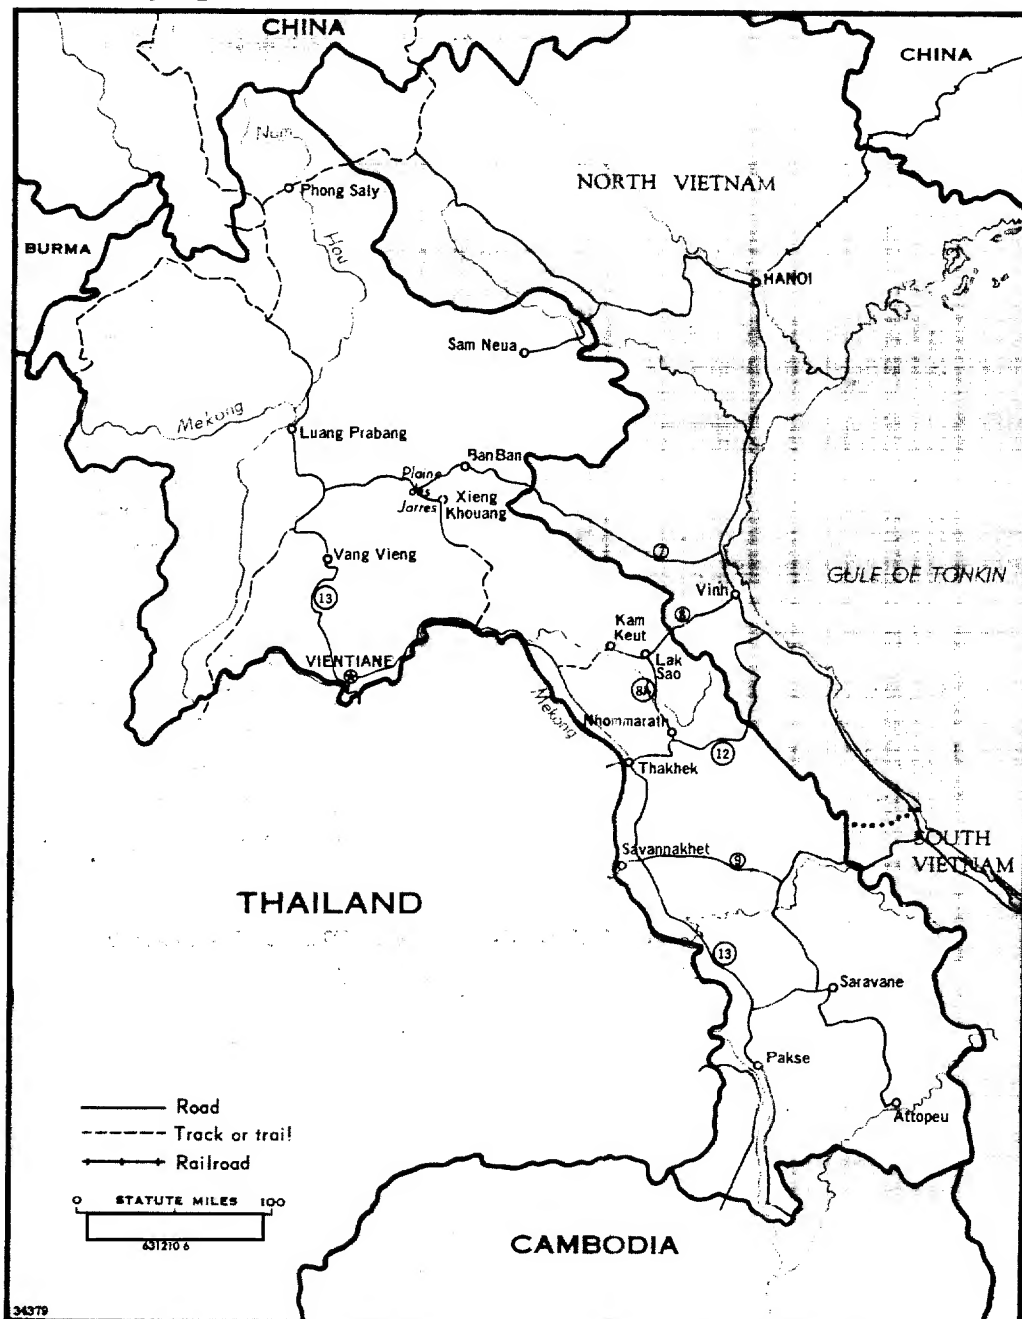 CHINA
CHINA
Num
NORTH VIETNAM
Phong Saly
BURMA
Hou
HANOI
Sam Neua
Mekong
Luang Prabang
Ban Ban
Plaine
des
Jarres
Xieng
Khouang
7
Vang Vieng
GULF OF TONKIN
Vinh
13
8
Kam
Keut
VIENTIANE
Lak
Sao
8A
Mekong
Nhommarath
12
Thakhek
SOUTH
VIETNAM
Savannakhet
9
THAILAND
13
Saravane
Pakse
Attopeu
Road
Track or trail
Railroad
0 STATUTE MILES 100
631210 6
CAMBODIA
34379